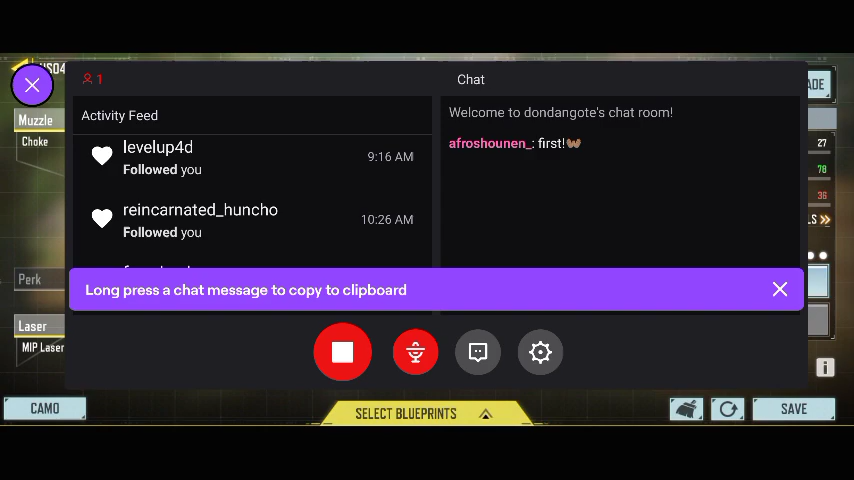 1
Chat
Activity Feed
levelup4d
Followed you
9:16 AM
reincarnated_huncho
Followed you
10:26 AM
Welcome to dondangote's chat room!
afroshounen_: first!
Long press a chat message to copy to clipboard
Muzzle
Choke
Perk
Laser
MIP Laser
27
78
36
CAMO
SELECT BLUEPRINTS
SAVE